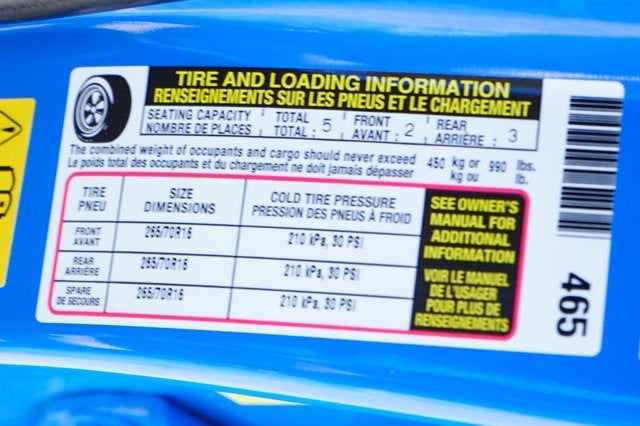 TIRE AND LOADING INFORMATION
RENSEIGNEMENTS SUR LES PNEUS ET LE CHARGEMENT
SEATING CAPACITY TOTAL FRONT REAR
NOMBRE DE PLACES TOTAL : 5 AVANT : 2 ARRIÈRE : 3
The combined weight of occupants and cargo should never exceed 450 kg or 990 lbs.
Le poids total des occupants et du chargement ne doit jamais dépasser kg ou lb.
TIRE SIZE COLD TIRE PRESSURE
PNEU DIMENSIONS PRESSION DES PNEUS À FROID
FRONT
AVANT 265/70R16 210 kPa, 30 PSI
REAR
ARRIÈRE 265/70R16 210 kPa, 30 PSI
SPARE
DE SECOURS 265/70R16 210 kPa, 30 PSI
SEE OWNER'S
MANUAL FOR
ADDITIONAL
INFORMATION
VOIR LE MANUEL
DE L'USAGER
POUR PLUS DE
RENSEIGNEMENTS
465